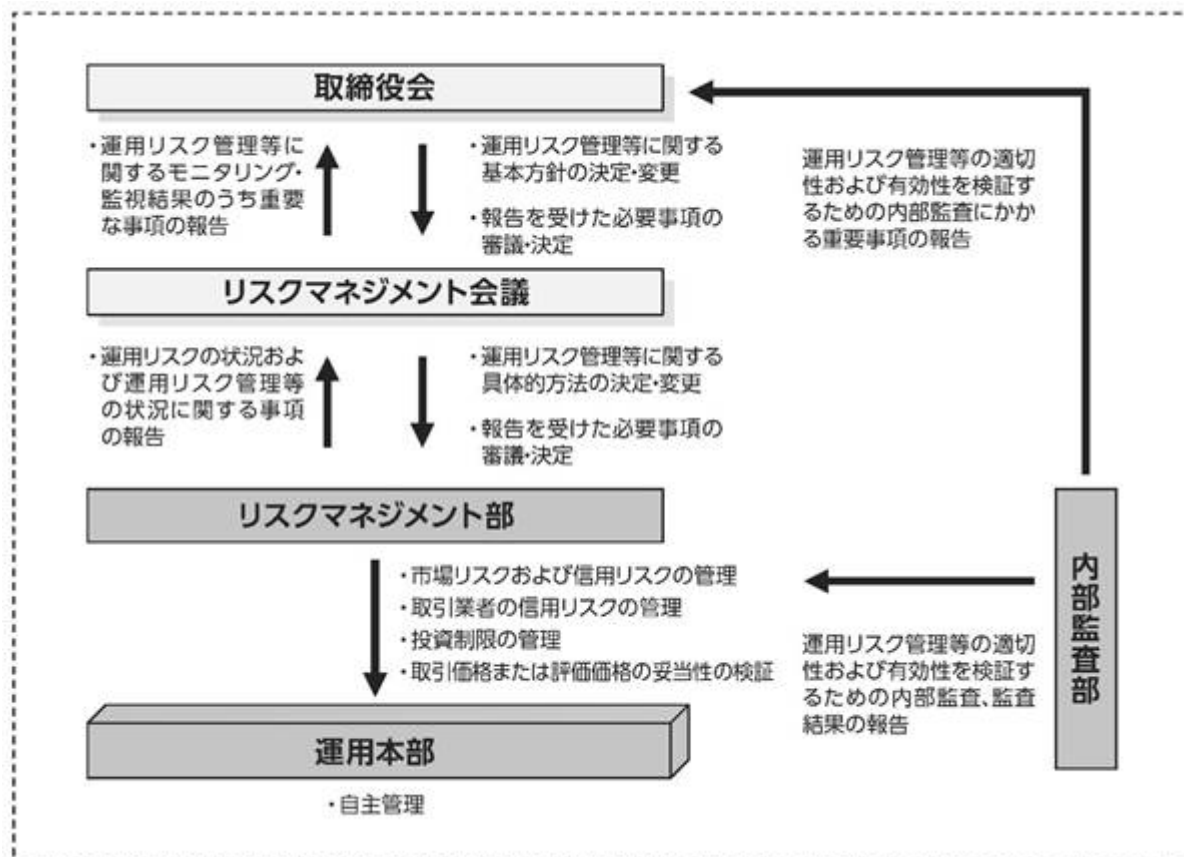 取締役会
・運用リスク管理等に
関するモニタリング・
監視結果のうち重要
な事項の報告
・運用リスク管理等に関する
基本方針の決定・変更
・報告を受けた必要事項の
審議・決定
運用リスク管理等の適切
性および有効性を検証す
るための内部監査にかか
る重要事項の報告
リスクマネジメント会議
・運用リスクの状況およ
び運用リスク管理等
の状況に関する事項
の報告
・運用リスク管理等に関する
具体的方法の決定・変更
・報告を受けた必要事項の
審議・決定
リスクマネジメント部
・市場リスクおよび信用リスクの管理
・取引業者の信用リスクの管理
・投資制限の管理
・取引価格または評価価格の妥当性の検証
内部監査部
運用リスク管理等の適切
性および有効性を検証す
るための内部監査、監査
結果の報告
運用本部
・自主管理